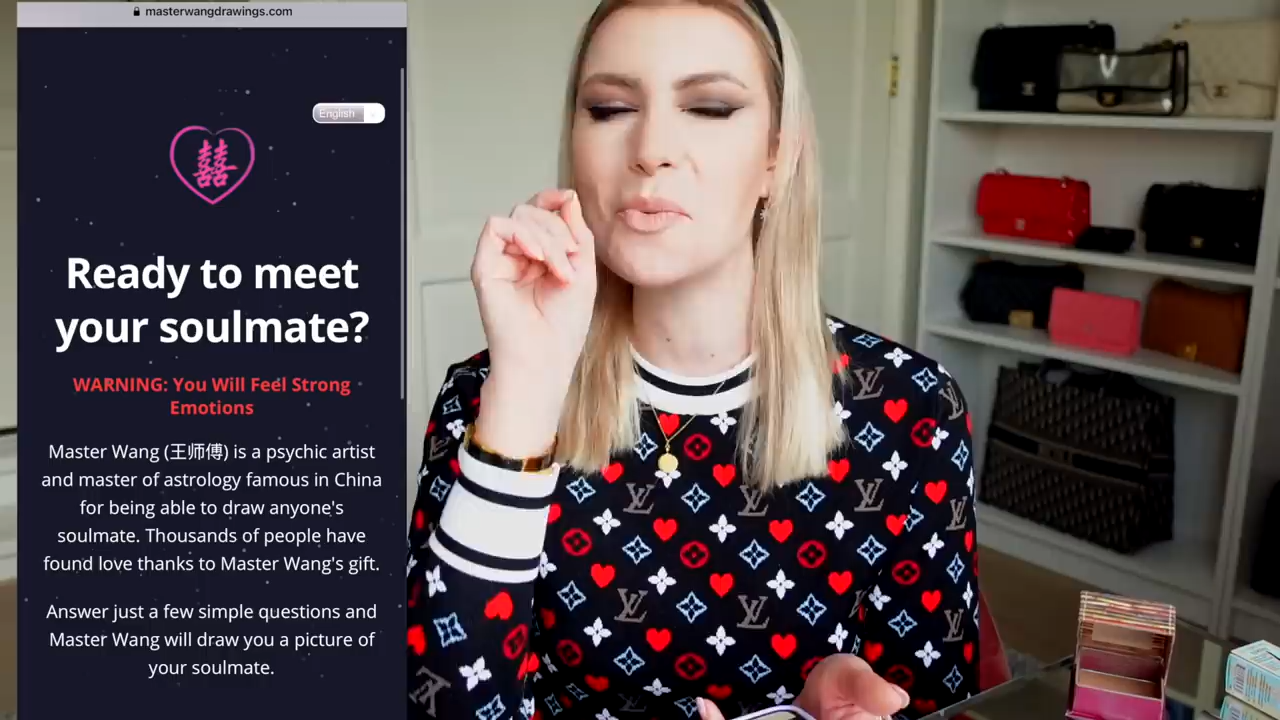 masterwangdrawings.com
English
囍
Ready to meet
your soulmate?
WARNING: You Will Feel Strong
Emotions
Master Wang (王师傅) is a psychic artist
and master of astrology famous in China
for being able to draw anyone's
soulmate. Thousands of people have
found love thanks to Master Wang's gift.
Answer just a few simple questions and
Master Wang will draw you a picture of
your soulmate.